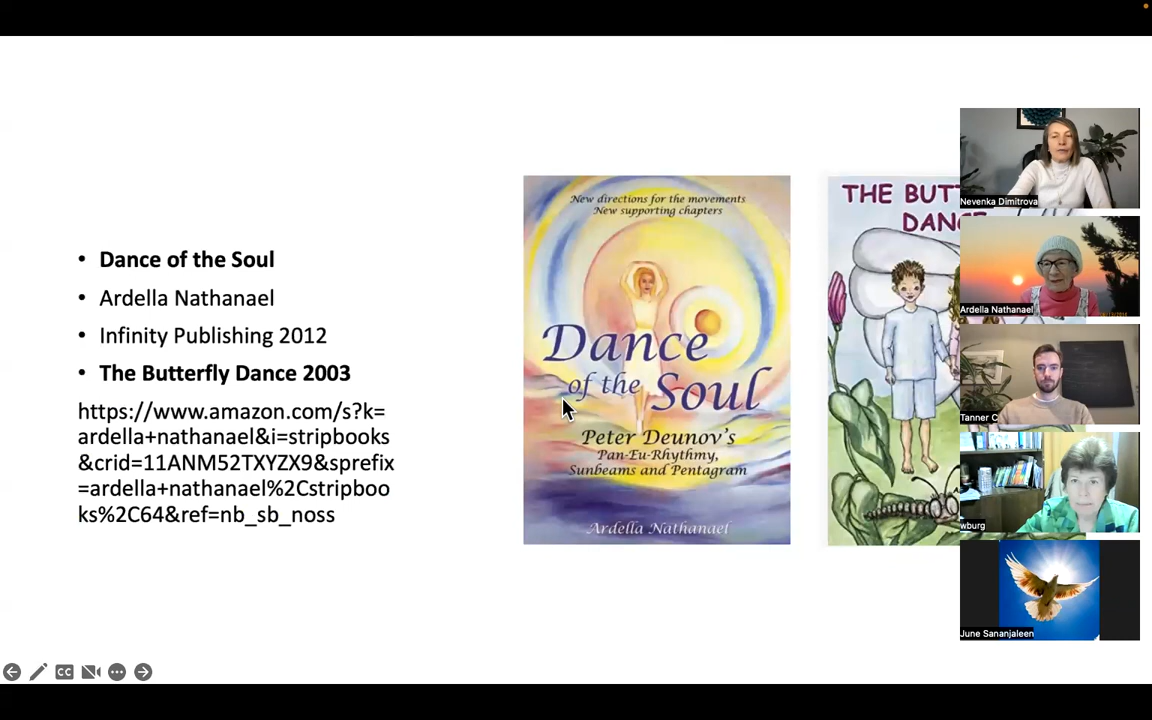 • Dance of the Soul
• Ardella Nathanael
• Infinity Publishing 2012
• The Butterfly Dance 2003
https://www.amazon.com/s?k=
ardella+nathanael&i=stripbooks
&crid=11ANM52TXYZX9&sprefix
=ardella+nathanael%2Cstripboo
ks%2C64&ref=nb_sb_noss
New directions for the movements
New supporting chapters
Dance
of the Soul
Peter Deunov's
Pan-Eu-Rhythmy,
Sunbeams and Pentagram
Ardella Nathanael
THE BUTT
DANC
Nevenka Dimitrova
Ardella Nathanael
Tanner C
wburg
June Sananjaleen
CC